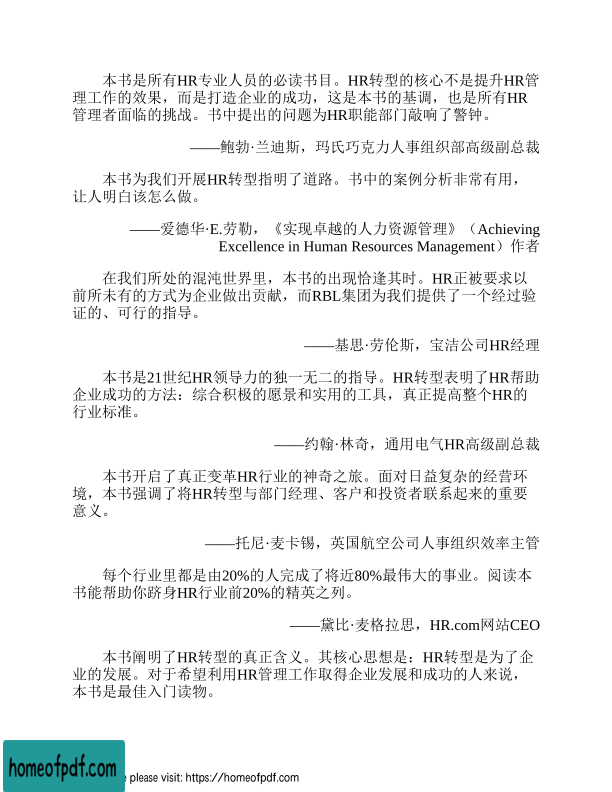 本书是所有HR专业人员的必读书目。HR转型的核心不是提升HR管
理工作的效果，而是打造企业的成功，这是本书的基调，也是所有HR
管理者面临的挑战。书中提出的问题为HR职能部门敲响了警钟。
——鲍勃·兰迪斯，玛氏巧克力人事组织部高级副总裁
本书为我们开展HR转型指明了道路。书中的案例分析非常有用，
让人明白该怎么做。
——爱德华·E.劳勒，《实现卓越的人力资源管理》（Achieving
Excellence in Human Resources Management）作者
在我们所处的混沌世界里，本书的出现恰逢其时。HR正被要求以
前所未有的方式为企业做出贡献，而RBL集团为我们提供了一个经过验
证的、可行的指导。
——基思·劳伦斯，宝洁公司HR经理
本书是21世纪HR领导力的独一无二的指导。HR转型表明了HR帮助
企业成功的方法：综合积极的愿景和实用的工具，真正提高整个HR的
行业标准。
——约翰·林奇，通用电气HR高级副总裁
本书开启了真正变革HR行业的神奇之旅。面对日益复杂的经营环
境，本书强调了将HR转型与部门经理、客户和投资者联系起来的重要
意义。
——托尼·麦卡锡，英国航空公司人事组织效率主管
每个行业里都是由20%的人完成了将近80%最伟大的事业。阅读本
书能帮助你跻身HR行业前20%的精英之列。
——黛比·麦格拉思，HR.com网站CEO
本书阐明了HR转型的真正含义。其核心思想是：HR转型是为了企
业的发展。对于希望利用HR管理工作取得企业发展和成功的人来说，
本书是最佳入门读物。
homeofpdf.com
please visit: https://homeofpdf.com